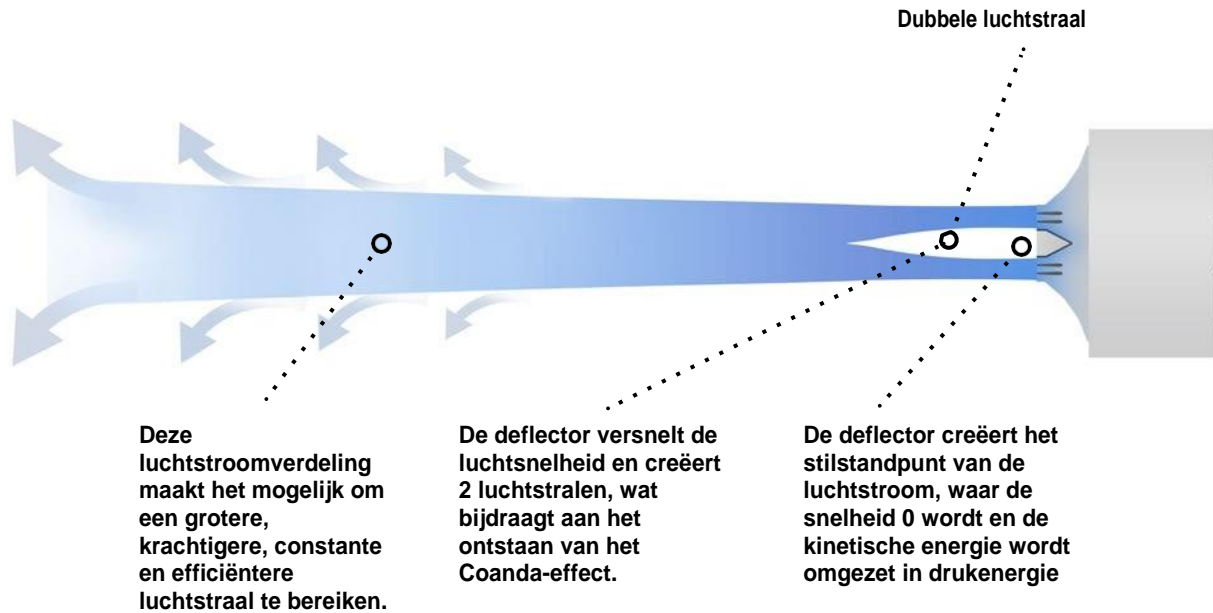 Dubbele luchtstraal
Deze
luchtstroomverdeling
maakt het mogelijk om
een grotere,
krachtigere, constante
en efficiëntere
luchtstraal te bereiken.
De deflector versnelt de
luchtsnelheid en creëert
2 luchtstralen, wat
bijdraagt aan het
ontstaan van het
Coanda-effect.
De deflector creëert het
stilstandpunt van de
luchtstroom, waar de
snelheid 0 wordt en de
kinetische energie wordt
omgezet in drukenergie